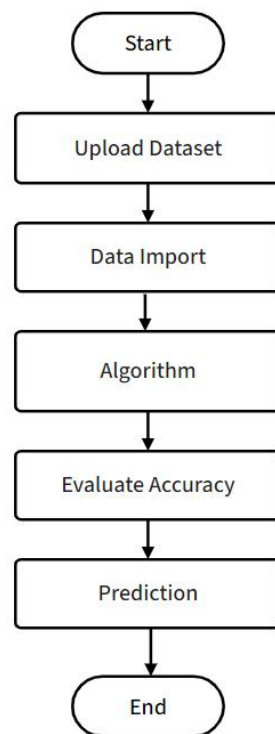 Start
Upload Dataset
Data Import
Algorithm
Evaluate Accuracy
Prediction
End